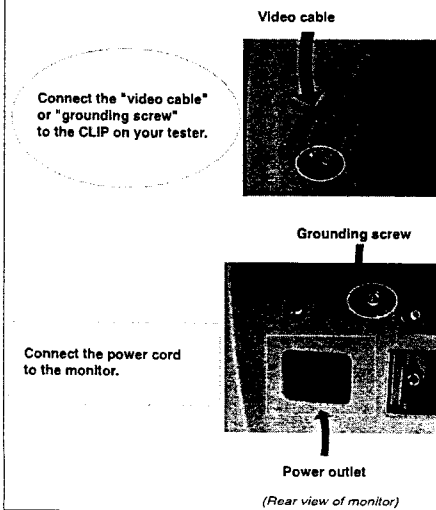 Video cable
Connect the "video cable"
or "grounding screw"
to the CLIP on your tester.
Grounding screw
Connect the power cord
to the monitor.
Power outlet
(Rear view of monitor)